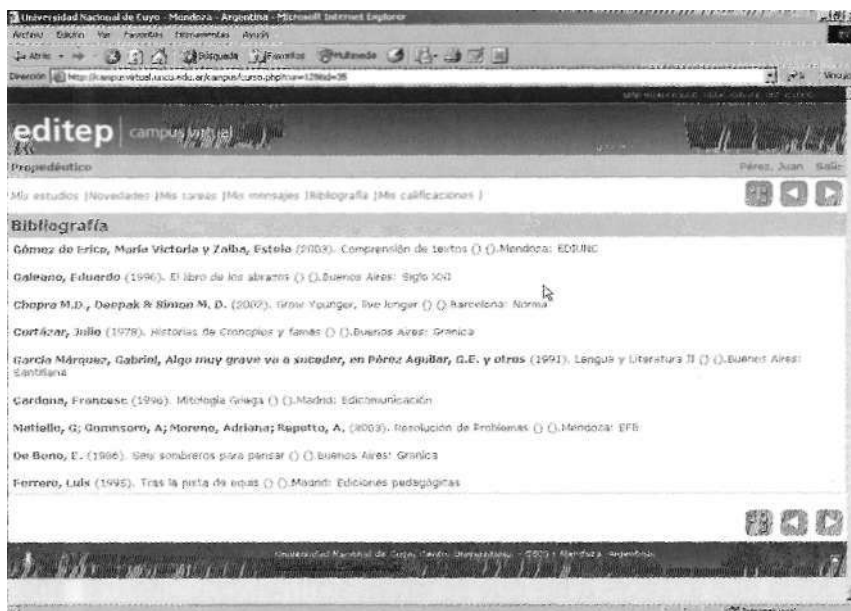 Universidad Nacional de Cuyo - Mendoza - Argentina - Microsoft Internet Explorer
Archivo Edición Ver Favoritos Herramientas Ayuda
Atrás Búsqueda Favoritos Multimedia
Dirección Vínculos
editep campus virtual
Propedéutico Pérez, Juan Salir
Mis estudios |Novedades |Mis tareas |Mis mensajes |Bibliografía |Mis calificaciones |
Bibliografía
Gómez de Erice, María Victoria y Zalba, Estela (2003). Comprensión de textos () ().Mendoza: EDIUNC
Galeano, Eduardo (1996). El libro de los abrazos () ().Buenos Aires: Siglo XXI
Chopra M.D., Deepak & Simon M. D. (2002). Grow Younger, live longer () ().Barcelona: Norma
Cortázar, Julio (1978). Historias de Cronopios y famas () ().Buenos Aires: Granica
García Márquez, Gabriel, Algo muy grave va a suceder, en Pérez Aguilar, G.E. y otros (1991). Lengua y Literatura II () ().Buenos Aires:
Santillana
Cardona, Francesc (1996). Mitología Griega () ().Madrid: Edicomunicación
Matiello, G; Gominsoro, A; Moreno, Adriana; Repetto, A. (2003). Resolución de Problemas () ().Mendoza: EFE
De Bono, E. (1986). Seis sombreros para pensar () ().Buenos Aires: Granica
Ferrero, Luis (1995). Tras la pista de equis () ().Madrid: Ediciones pedagógicas
Universidad Nacional de Cuyo, Centro Universitario - Mendoza, Argentina.